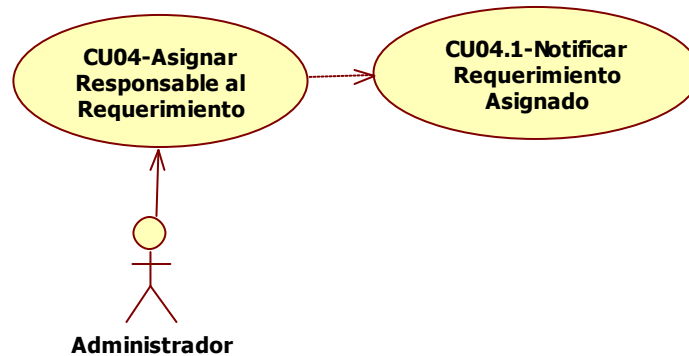 CU04-Asignar
Responsable al
Requerimiento
CU04.1-Notificar
Requerimiento
Asignado
Administrador